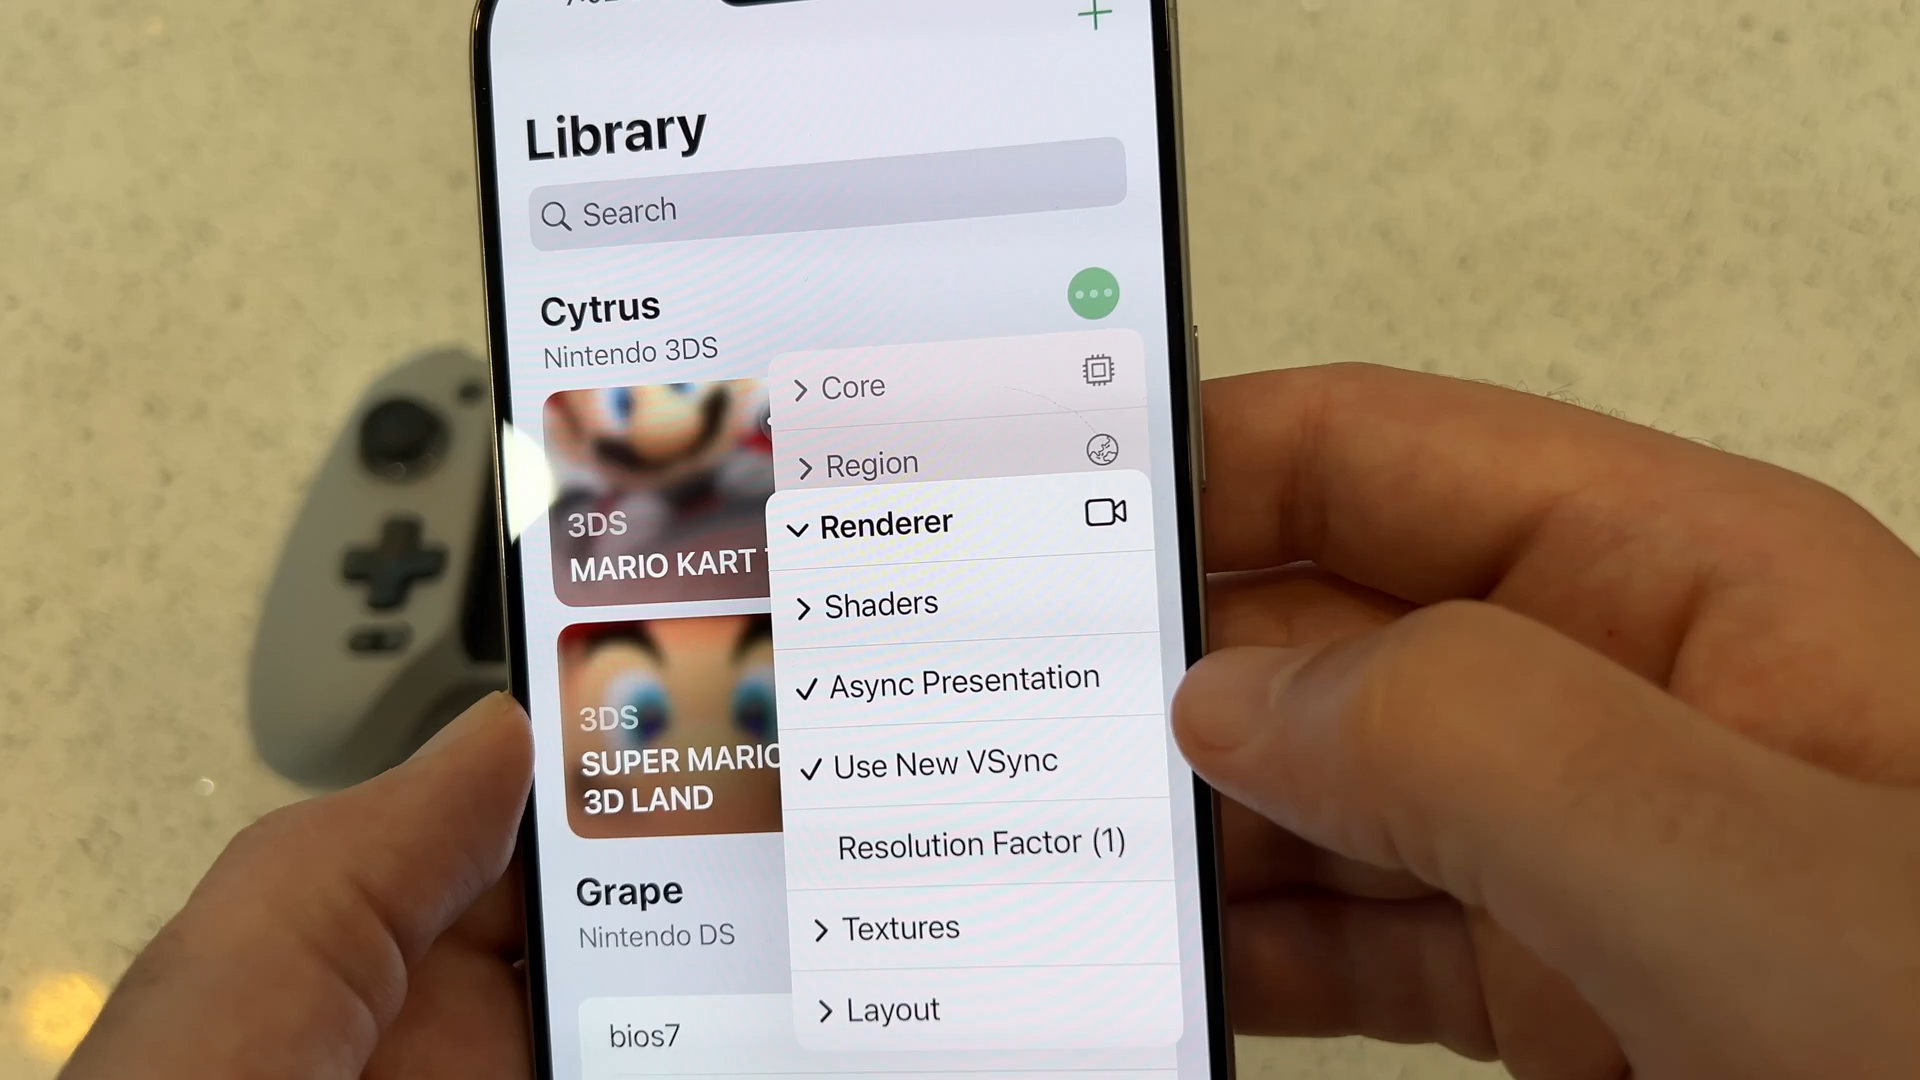 Library
Search
Cytrus
Nintendo 3DS
Core
Region
3DS
MARIO KART
Renderer
Shaders
Async Presentation
3DS
SUPER MARIO
3D LAND
Use New VSync
Resolution Factor (1)
Grape
Nintendo DS
Textures
Layout
bios7